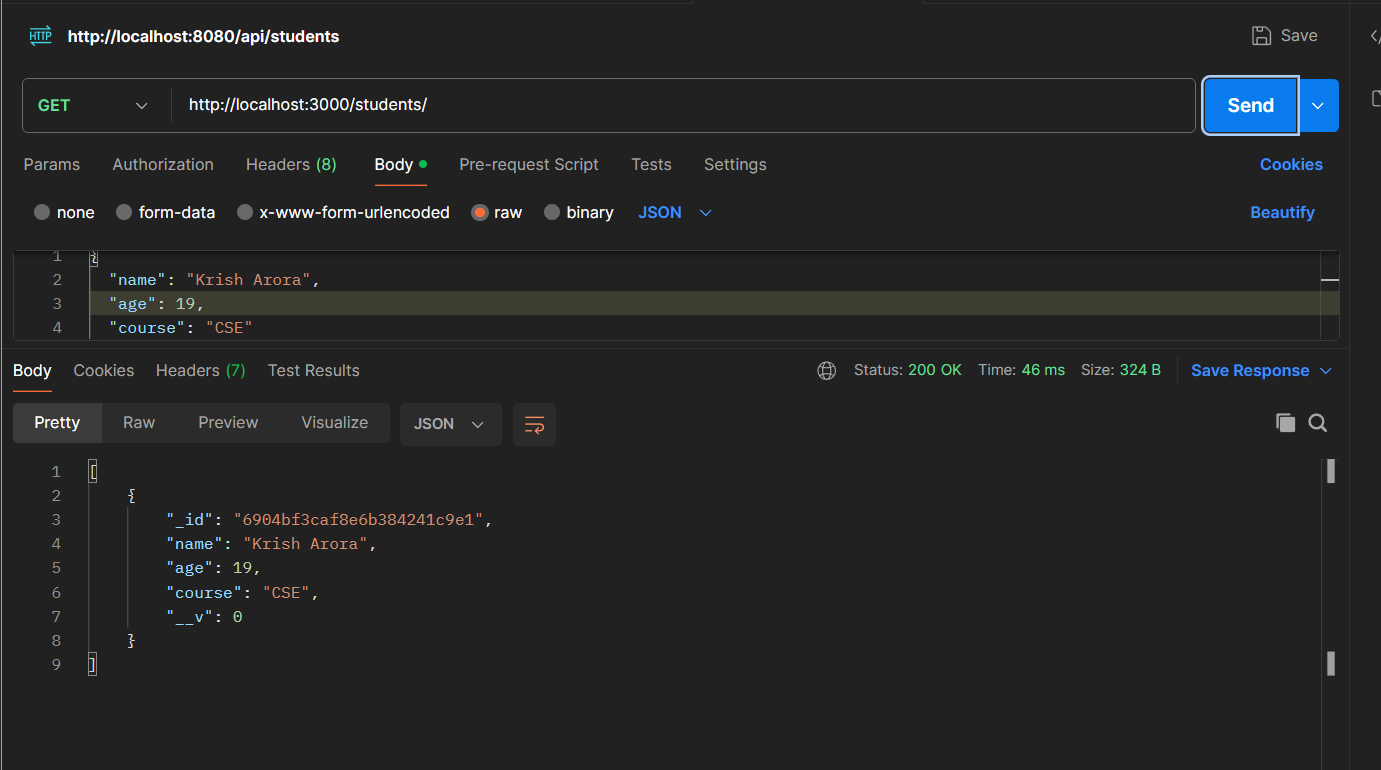 HTTP http://localhost:8080/api/students Save
GET http://localhost:3000/students/ Send
Params Authorization Headers (8) Body Pre-request Script Tests Settings Cookies
none form-data x-www-form-urlencoded raw binary JSON Beautify
1 {
2 "name": "Krish Arora",
3 "age": 19,
4 "course": "CSE"
Body Cookies Headers (7) Test Results Status: 200 OK Time: 46 ms Size: 324 B Save Response
Pretty Raw Preview Visualize JSON
1 [
2 {
3 "_id": "6904bf3caf8e6b384241c9e1",
4 "name": "Krish Arora",
5 "age": 19,
6 "course": "CSE",
7 "__v": 0
8 }
9 ]